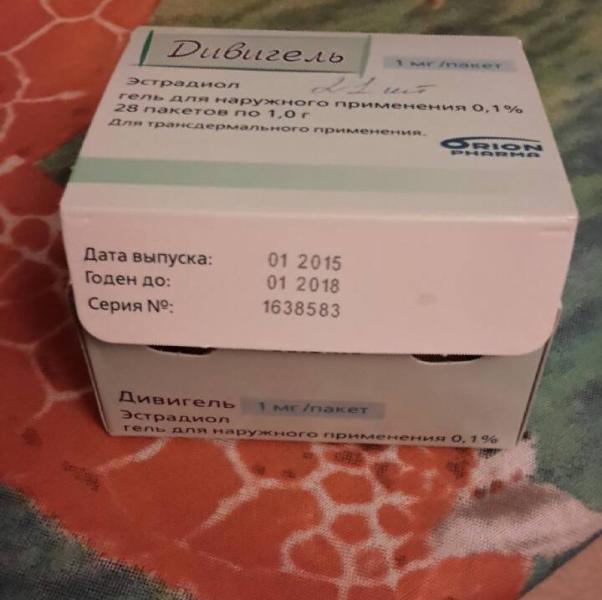 Дивигель 1 мг/пакет
Эстрадиол 21 шт
гель для наружного применения 0,1%
28 пакетов по 1,0 г
Для трансдермального применения.
ORION
PHARMA
Дата выпуска: 01 2015
Годен до: 01 2018
Серия №: 1638583
Дивигель 1 мг/пакет
Эстрадиол
гель для наружного применения 0,1%